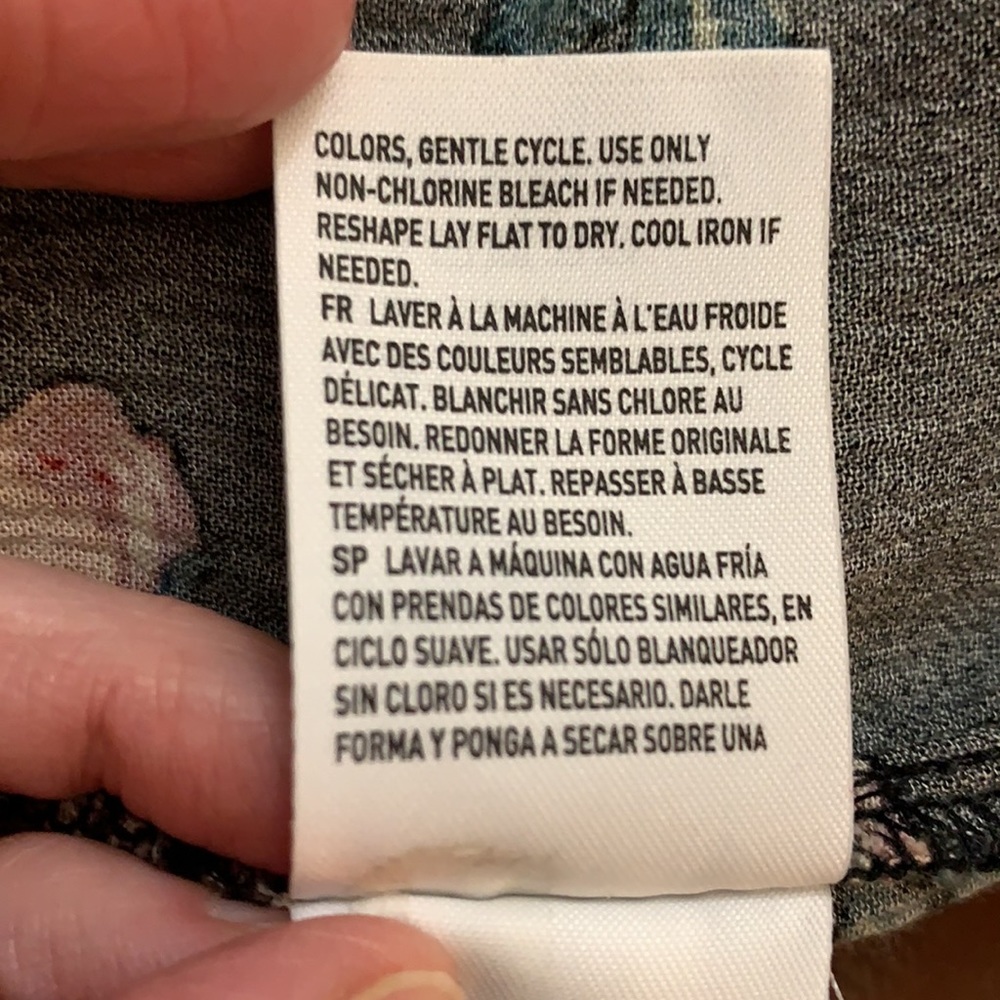 COLORS, GENTLE CYCLE. USE ONLY
NON-CHLORINE BLEACH IF NEEDED.
RESHAPE LAY FLAT TO DRY. COOL IRON IF
NEEDED.
FR LAVER À LA MACHINE À L'EAU FROIDE
AVEC DES COULEURS SEMBLABLES, CYCLE
DÉLICAT. BLANCHIR SANS CHLORE AU
BESOIN. REDONNER LA FORME ORIGINALE
ET SÉCHER À PLAT. REPASSER À BASSE
TEMPÉRATURE AU BESOIN.
SP LAVAR A MÁQUINA CON AGUA FRÍA
CON PRENDAS DE COLORES SIMILARES, EN
CICLO SUAVE. USAR SÓLO BLANQUEADOR
SIN CLORO SI ES NECESARIO. DARLE
FORMA Y PONGA A SECAR SOBRE UNA